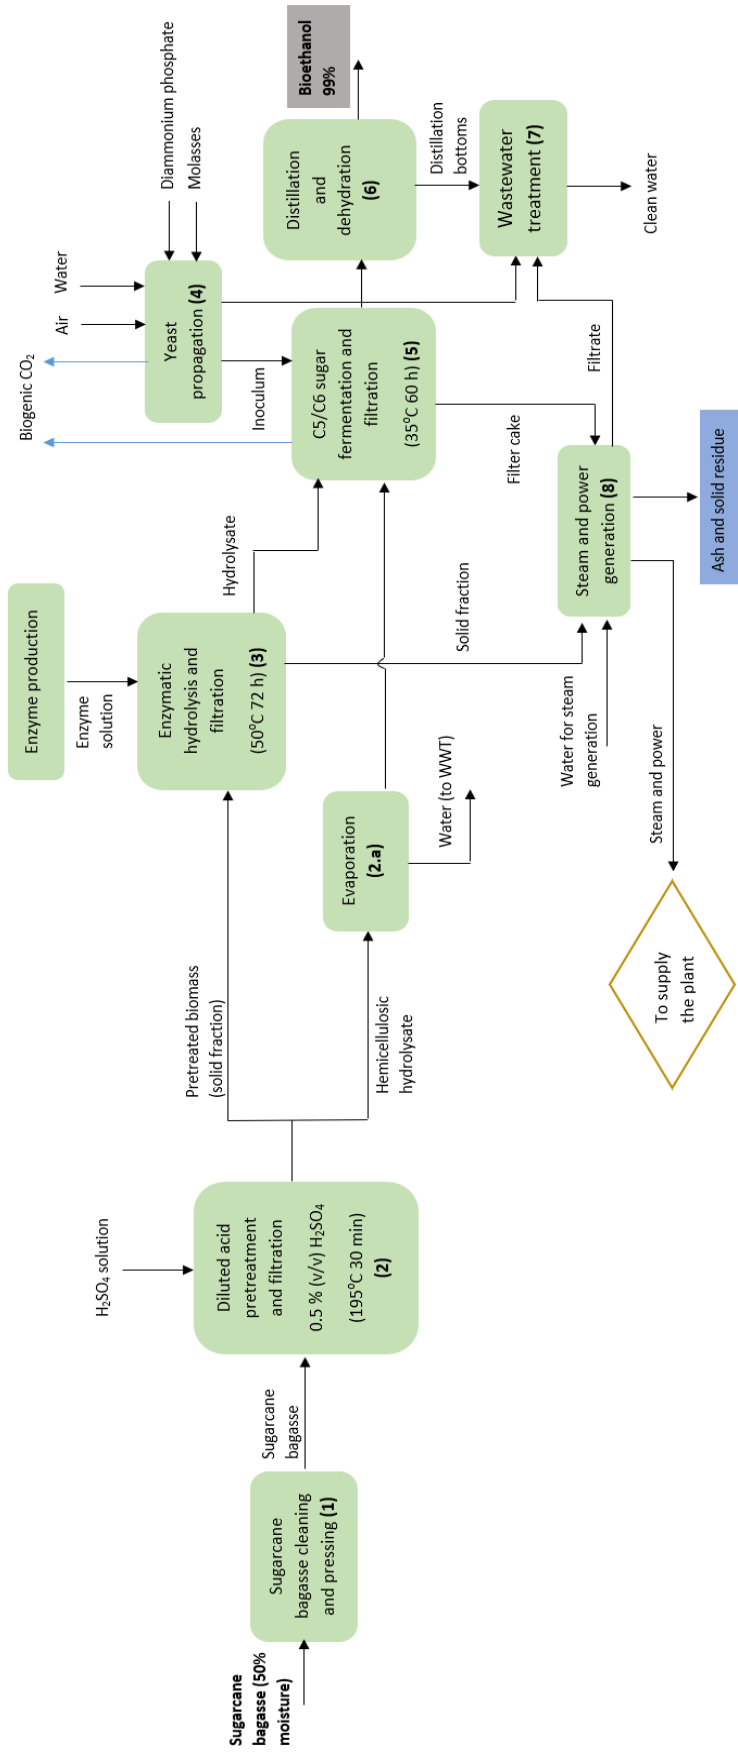 Sugarcane
bagasse (50%
moisture)
Sugarcane
bagasse cleaning
and pressing (1)
Sugarcane
bagasse
H₂SO4 solution
Diluted acid
pretreatment
and filtration
0.5 % (v/v) H₂SO₄
(195ºC 30 min)
(2)
Pretreated biomass
(solid fraction)
Hemicellulosic
hydrolysate
Evaporation
(2.a)
Water (to WWT)
Enzyme production
Enzyme
solution
Enzymatic
hydrolysis and
filtration
(50ºC 72 h) (3)
Hydrolysate
Solid fraction
Biogenic CO₂
Air
Water
Diammonium phosphate
Molasses
Yeast
propagation (4)
Inoculum
C5/C6 sugar
fermentation and
filtration
(35ºC 60 h) (5)
Filter cake
Distillation
and
dehydration
(6)
Bioethanol
99%
Distillation
bottoms
Wastewater
treatment (7)
Clean water
Filtrate
Water for steam
generation
Steam and power
generation (8)
Ash and solid residue
Steam and power
To supply
the plant